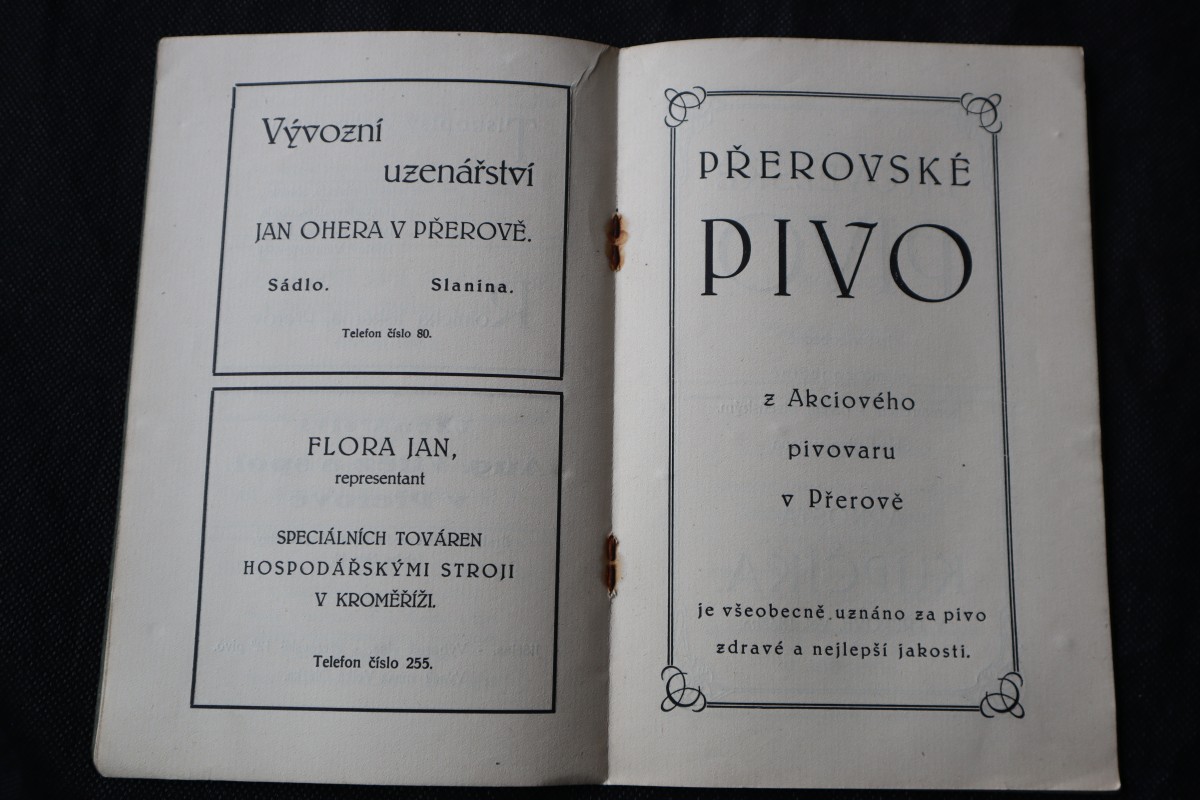 Vývozní
uzenářství
JAN OHERA V PŘEROVĚ.
Sádlo. Slanina.
Telefon číslo 80.
FLORA JAN,
representant
SPECIÁLNÍCH TOVÁREN
HOSPODÁŘSKÝMI STROJI
V KROMĚŘÍŽI.
Telefon číslo 255.
PŘEROVSKÉ
PIVO
z Akciového
pivovaru
v Přerově
je všeobecně uznáno za pivo
zdravé a nejlepší jakosti.